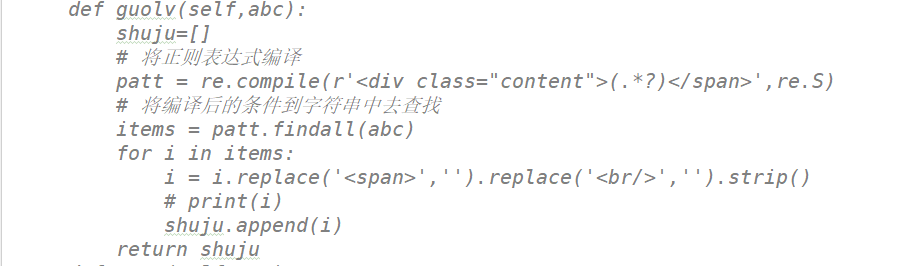 def guolv(self,abc):
shuju=[]
# 将正则表达式编译
patt = re.compile(r'<div class="content">(.*?)</span>',re.S)
# 将编译后的条件到字符串中去查找
items = patt.findall(abc)
for i in items:
i = i.replace('<span>','').replace('<br/>','').strip()
# print(i)
shuju.append(i)
return shuju